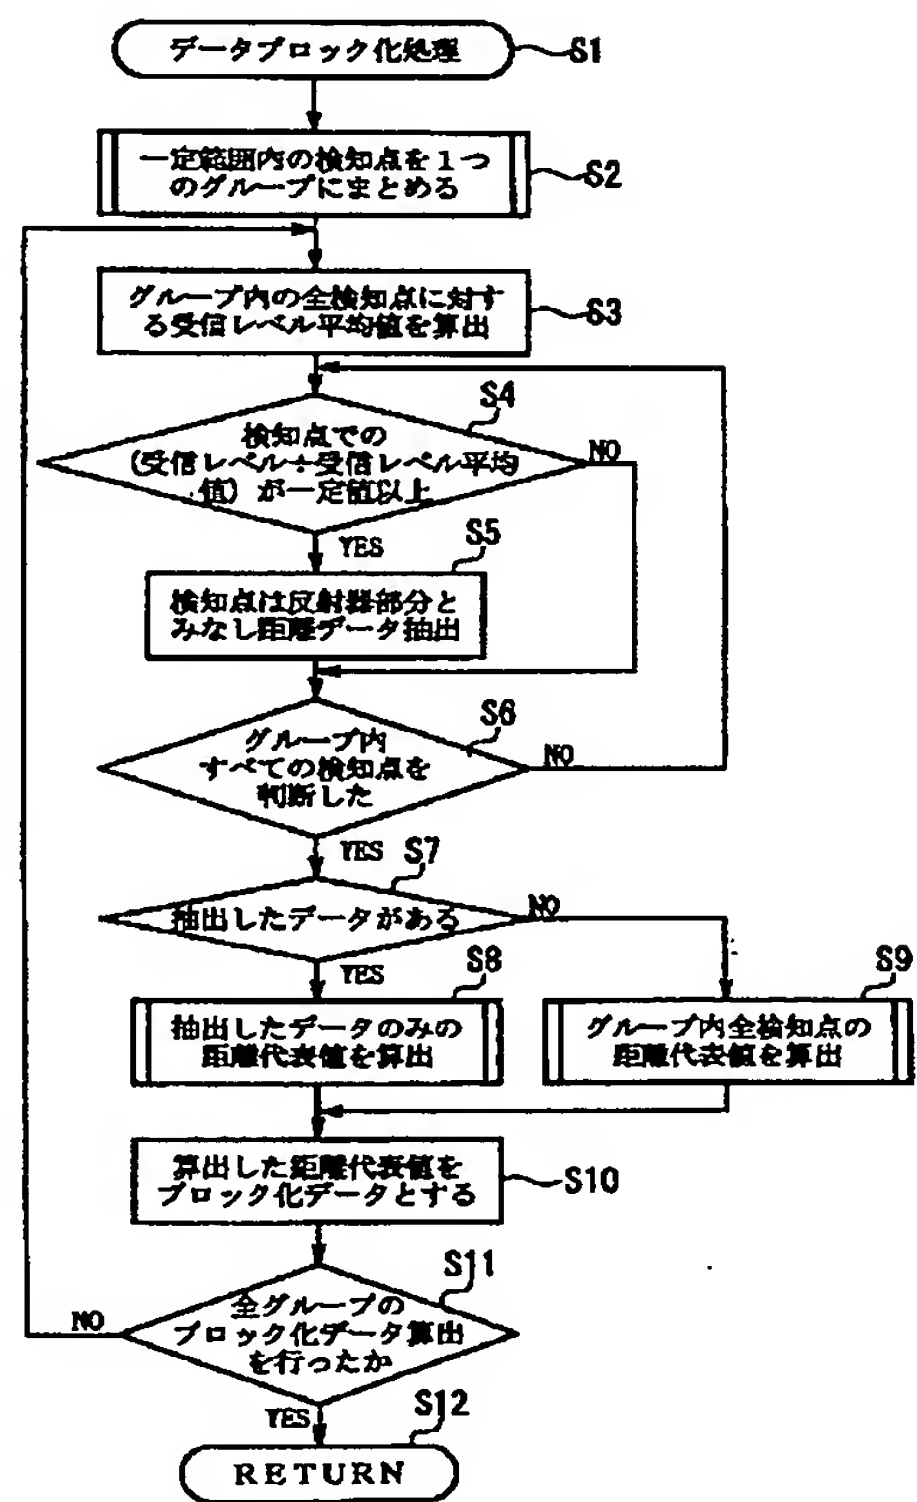 データブロック化処理
S1
一定範囲内の検知点を１つ
のグループにまとめる
S2
グループ内の全検知点に対す
る受信レベル平均値を算出
S3
S4
検知点での
(受信レベル÷受信レベル平均
値) が一定値以上
NO
YES
S5
検知点は反射器部分と
みなし距離データ抽出
S6
グループ内
すべての検知点を
判断した
NO
YES
S7
抽出したデータがある
NO
YES
S8
抽出したデータのみの
距離代表値を算出
S9
グループ内全検知点の
距離代表値を算出
算出した距離代表値を
ブロック化データとする
S10
S11
全グループの
ブロック化データ算出
を行ったか
NO
YES
S12
RETURN